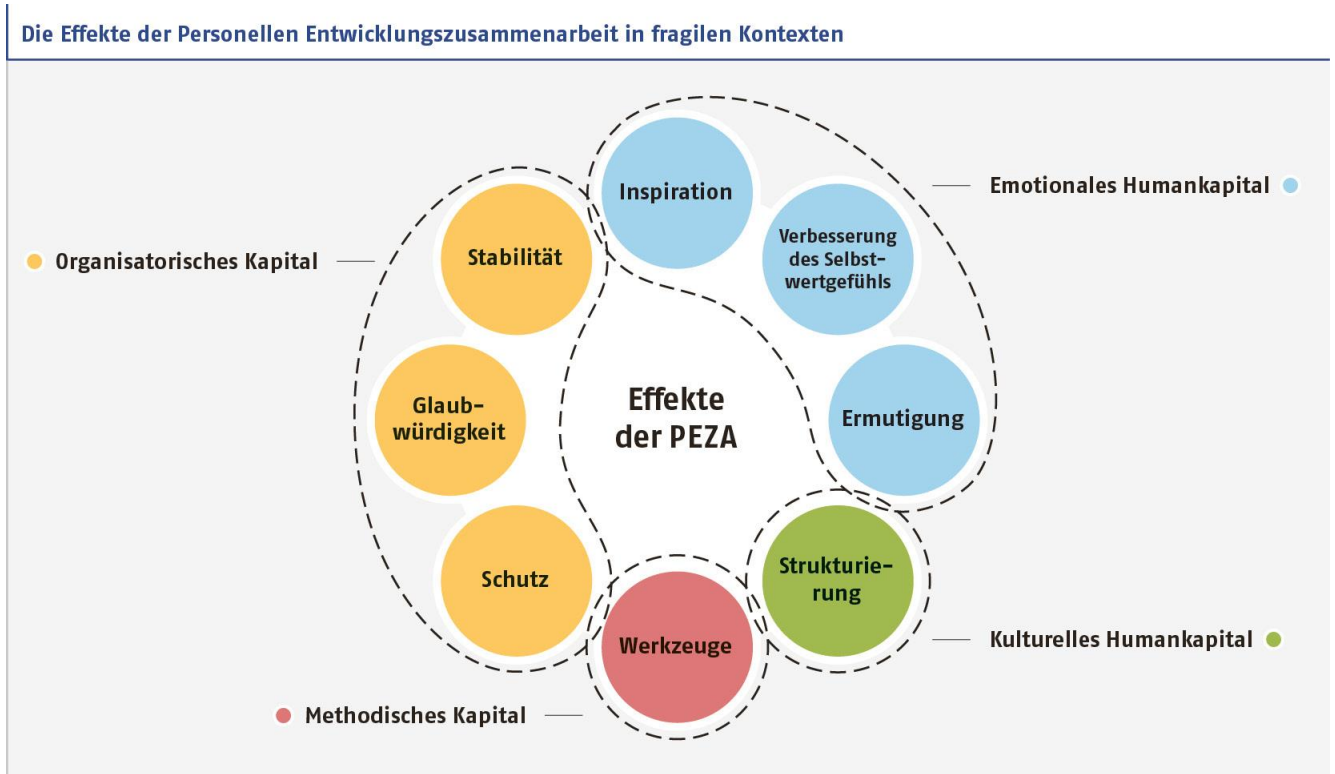 Die Effekte der Personellen Entwicklungszusammenarbeit in fragilen Kontexten
Inspiration
Emotionales Humankapital
Verbesserung
des Selbst-
wertgefühls
Stabilität
Organisatorisches Kapital
Glaub-
würdigkeit
Effekte
der PEZA
Ermutigung
Schutz
Strukturie-
rung
Werkzeuge
Kulturelles Humankapital
Methodisches Kapital